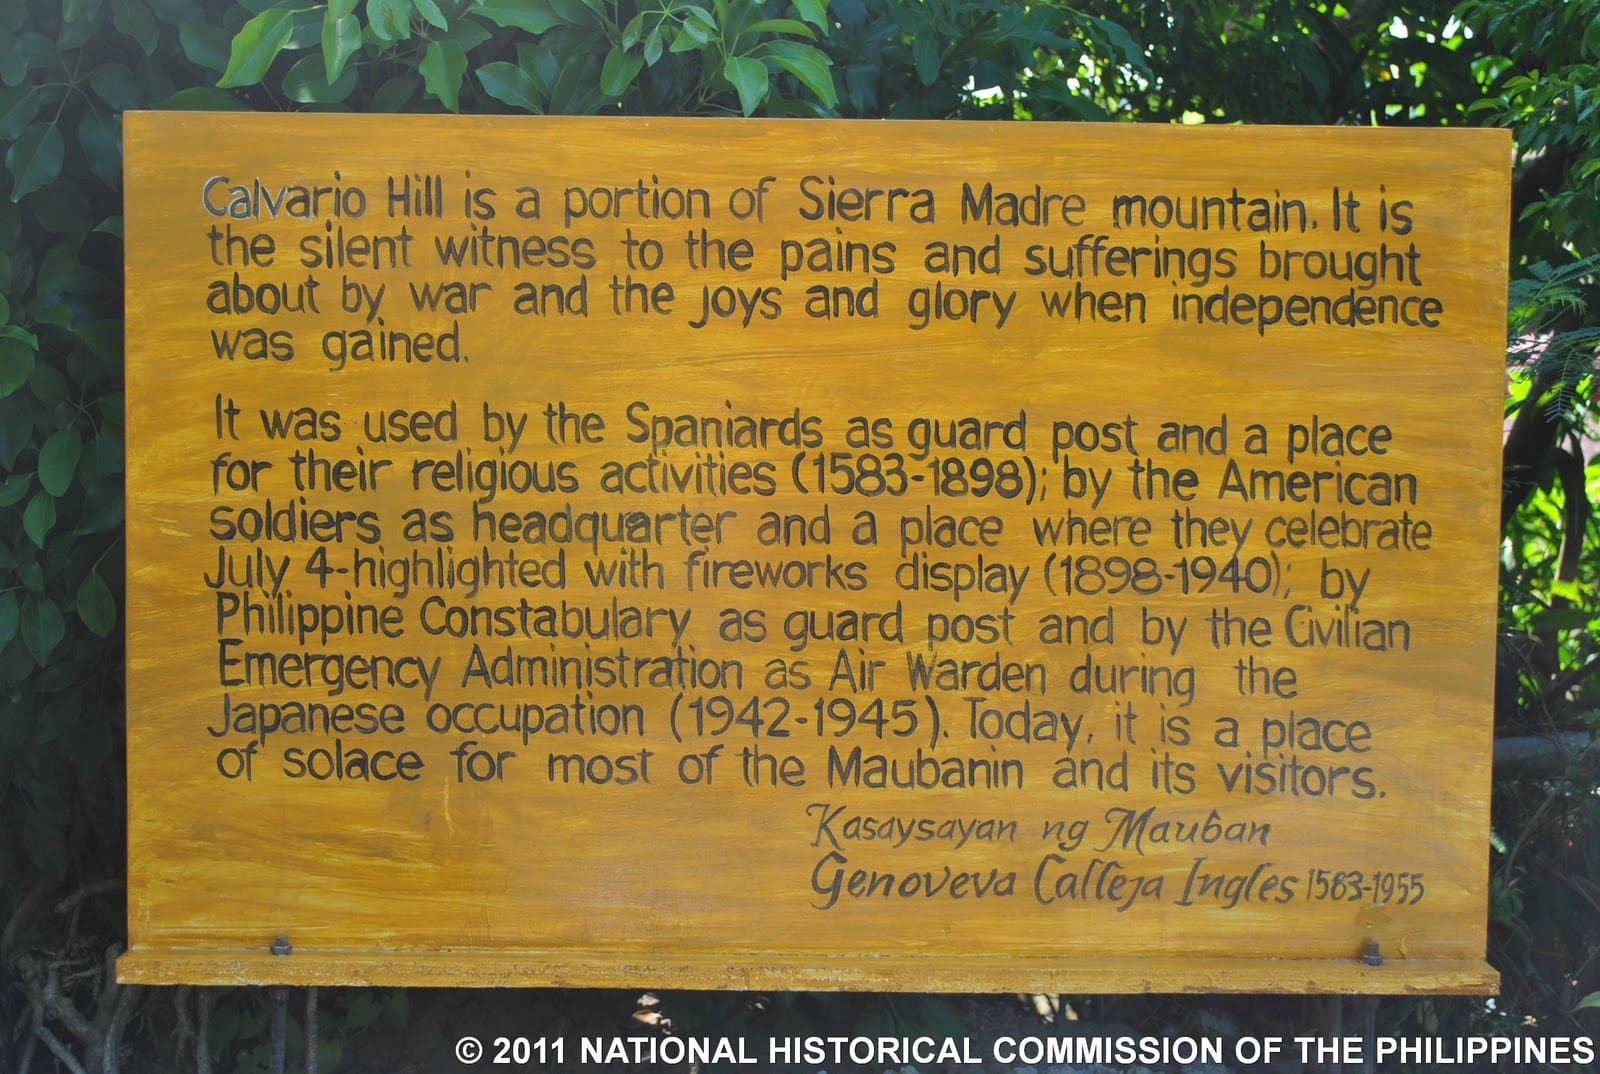 Calvario Hill is a portion of Sierra Madre mountain. It is
the silent witness to the pains and sufferings brought
about by war and the joys and glory when independence
was gained.
It was used by the Spaniards as guard post and a place
for their religious activities (1583-1898); by the American
soldiers as headquarter and a place where they celebrate
July 4-highlighted with fireworks display (1898-1940); by
Philippine Constabulary as guard post and by the Civilian
Emergency Administration as Air Warden during the
Japanese occupation (1942-1945). Today, it is a place
of solace for most of the Maubanin and its visitors.
Kasaysayan ng Mauban
Genoveva Calleja Ingles 1583-1955
© 2011 NATIONAL HISTORICAL COMMISSION OF THE PHILIPPINES